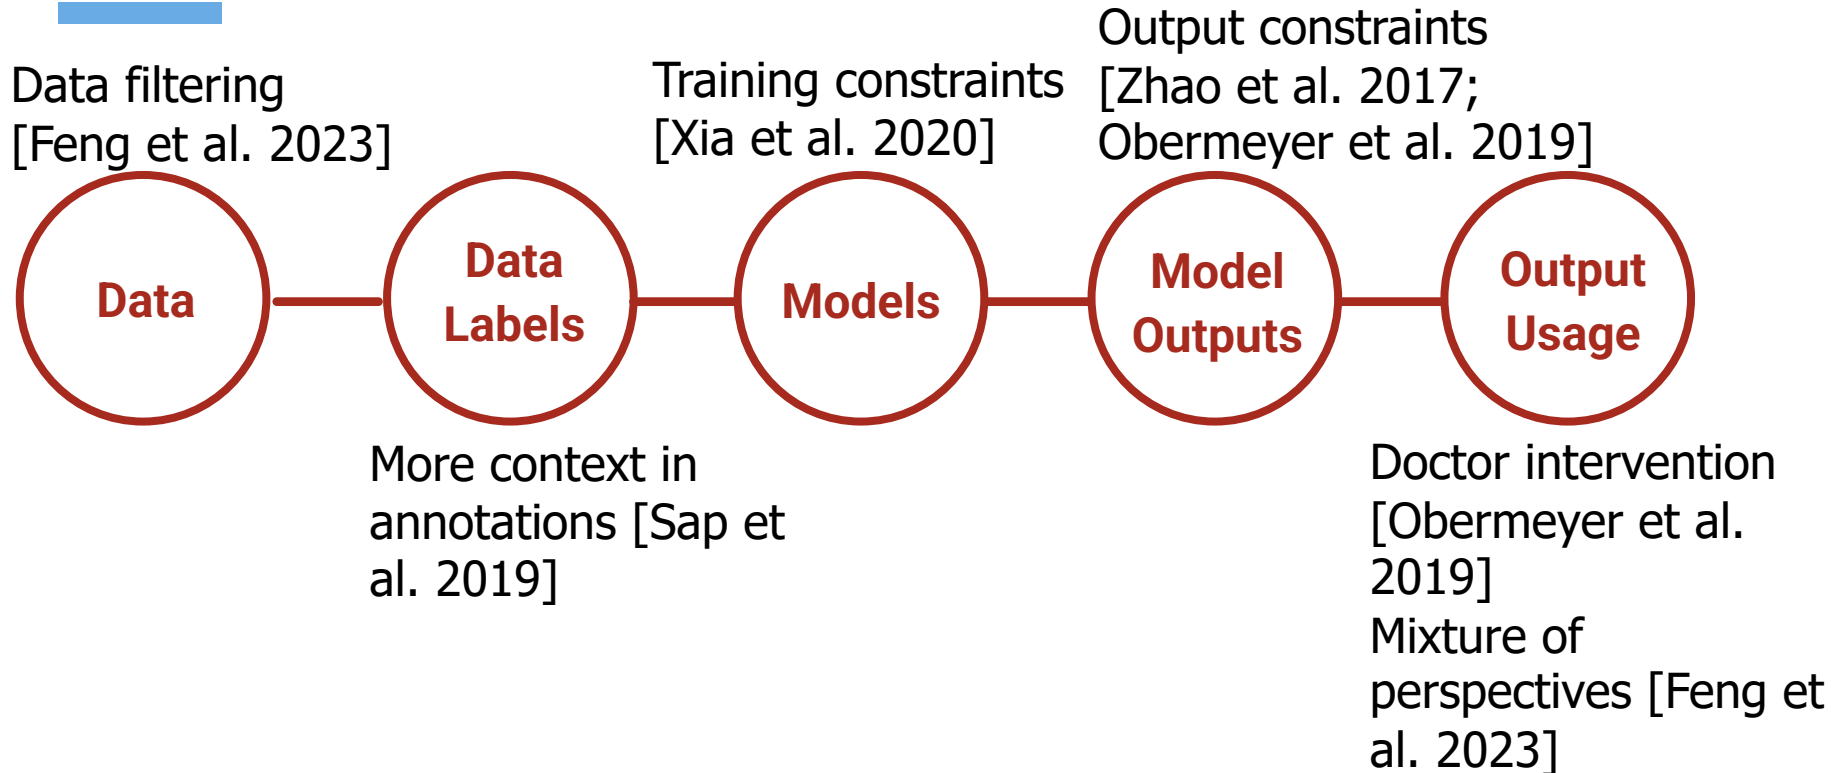 Data filtering
[Feng et al. 2023]
Training constraints
[Xia et al. 2020]
Output constraints
[Zhao et al. 2017;
Obermeyer et al. 2019]
Data
Data
Labels
Models
Model
Outputs
Output
Usage
More context in
annotations [Sap et
al. 2019]
Doctor intervention
[Obermeyer et al.
2019]
Mixture of
perspectives [Feng et
al. 2023]